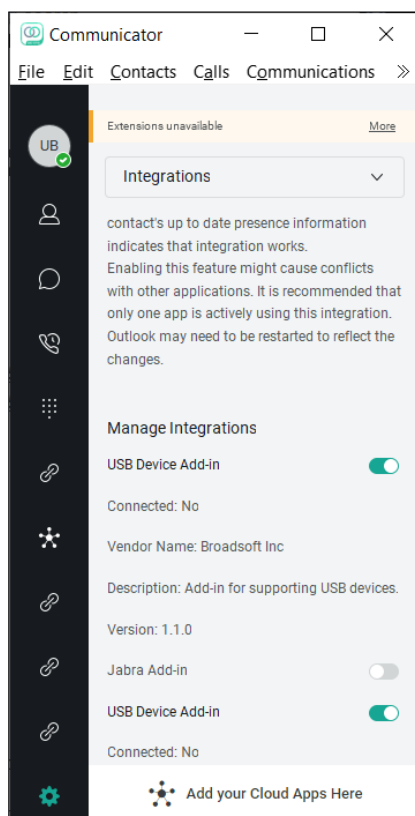 Communicator
File Edit Contacts Calls Communications »
Extensions unavailable More
UB
Integrations
contact's up to date presence information
indicates that integration works.
Enabling this feature might cause conflicts
with other applications. It is recommended that
only one app is actively using this integration.
Outlook may need to be restarted to reflect the
changes.
Manage Integrations
USB Device Add-in
Connected: No
Vendor Name: Broadsoft Inc
Description: Add-in for supporting USB devices.
Version: 1.1.0
Jabra Add-in
USB Device Add-in
Connected: No
Add your Cloud Apps Here